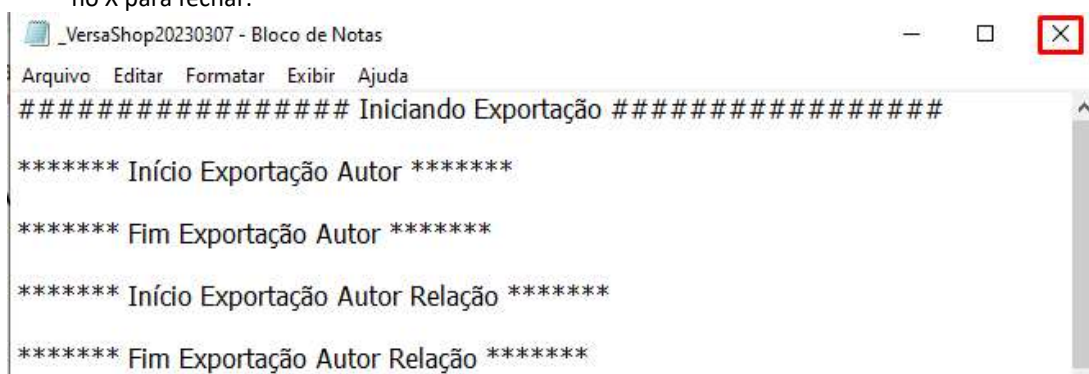 no X para fechar.
_VersaShop20230307 - Bloco de Notas
Arquivo Editar Formatar Exibir Ajuda
################# Iniciando Exportação #################
******* Início Exportação Autor *******
******* Fim Exportação Autor *******
******* Início Exportação Autor Relação *******
******* Fim Exportação Autor Relação *******